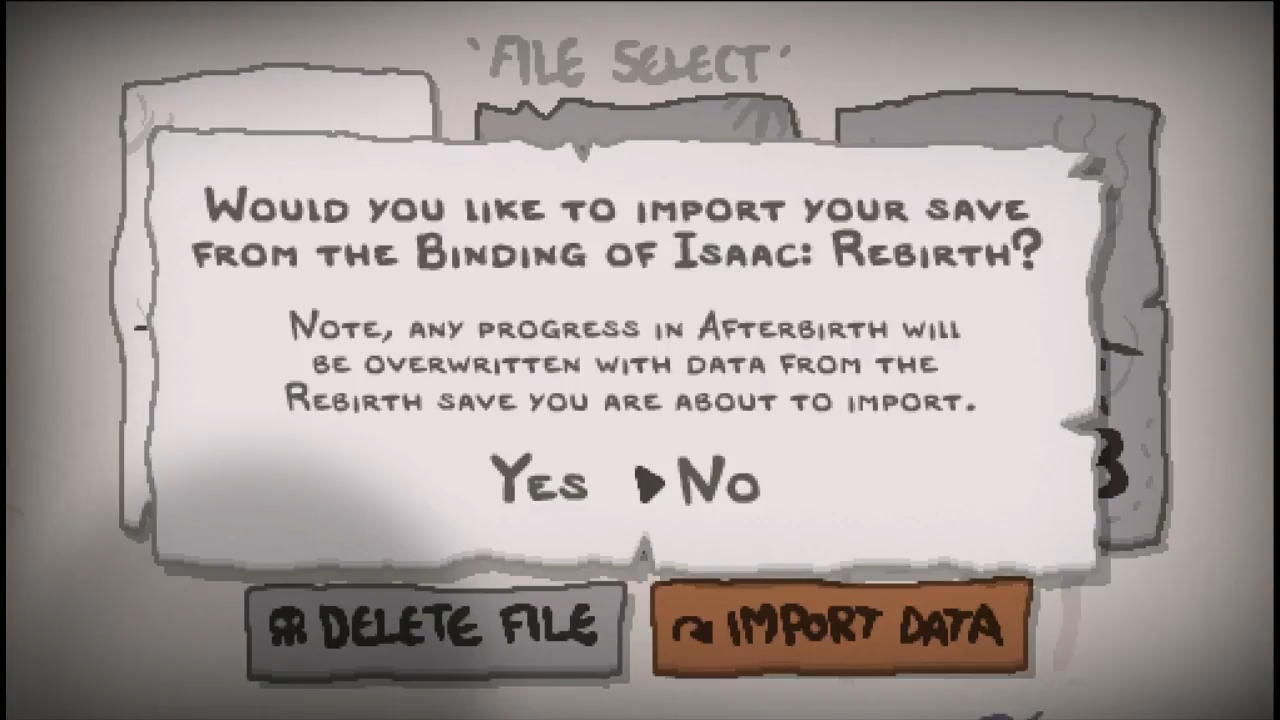 'FILE SELECT'
WOULD YOU LIKE TO IMPORT YOUR SAVE
FROM THE BINDING OF ISAAC: REBIRTH?
NOTE, ANY PROGRESS IN AFTERBIRTH WILL
BE OVERWRITTEN WITH DATA FROM THE
REBIRTH SAVE YOU ARE ABOUT TO IMPORT.
YES NO
3
DELETE FILE IMPORT DATA